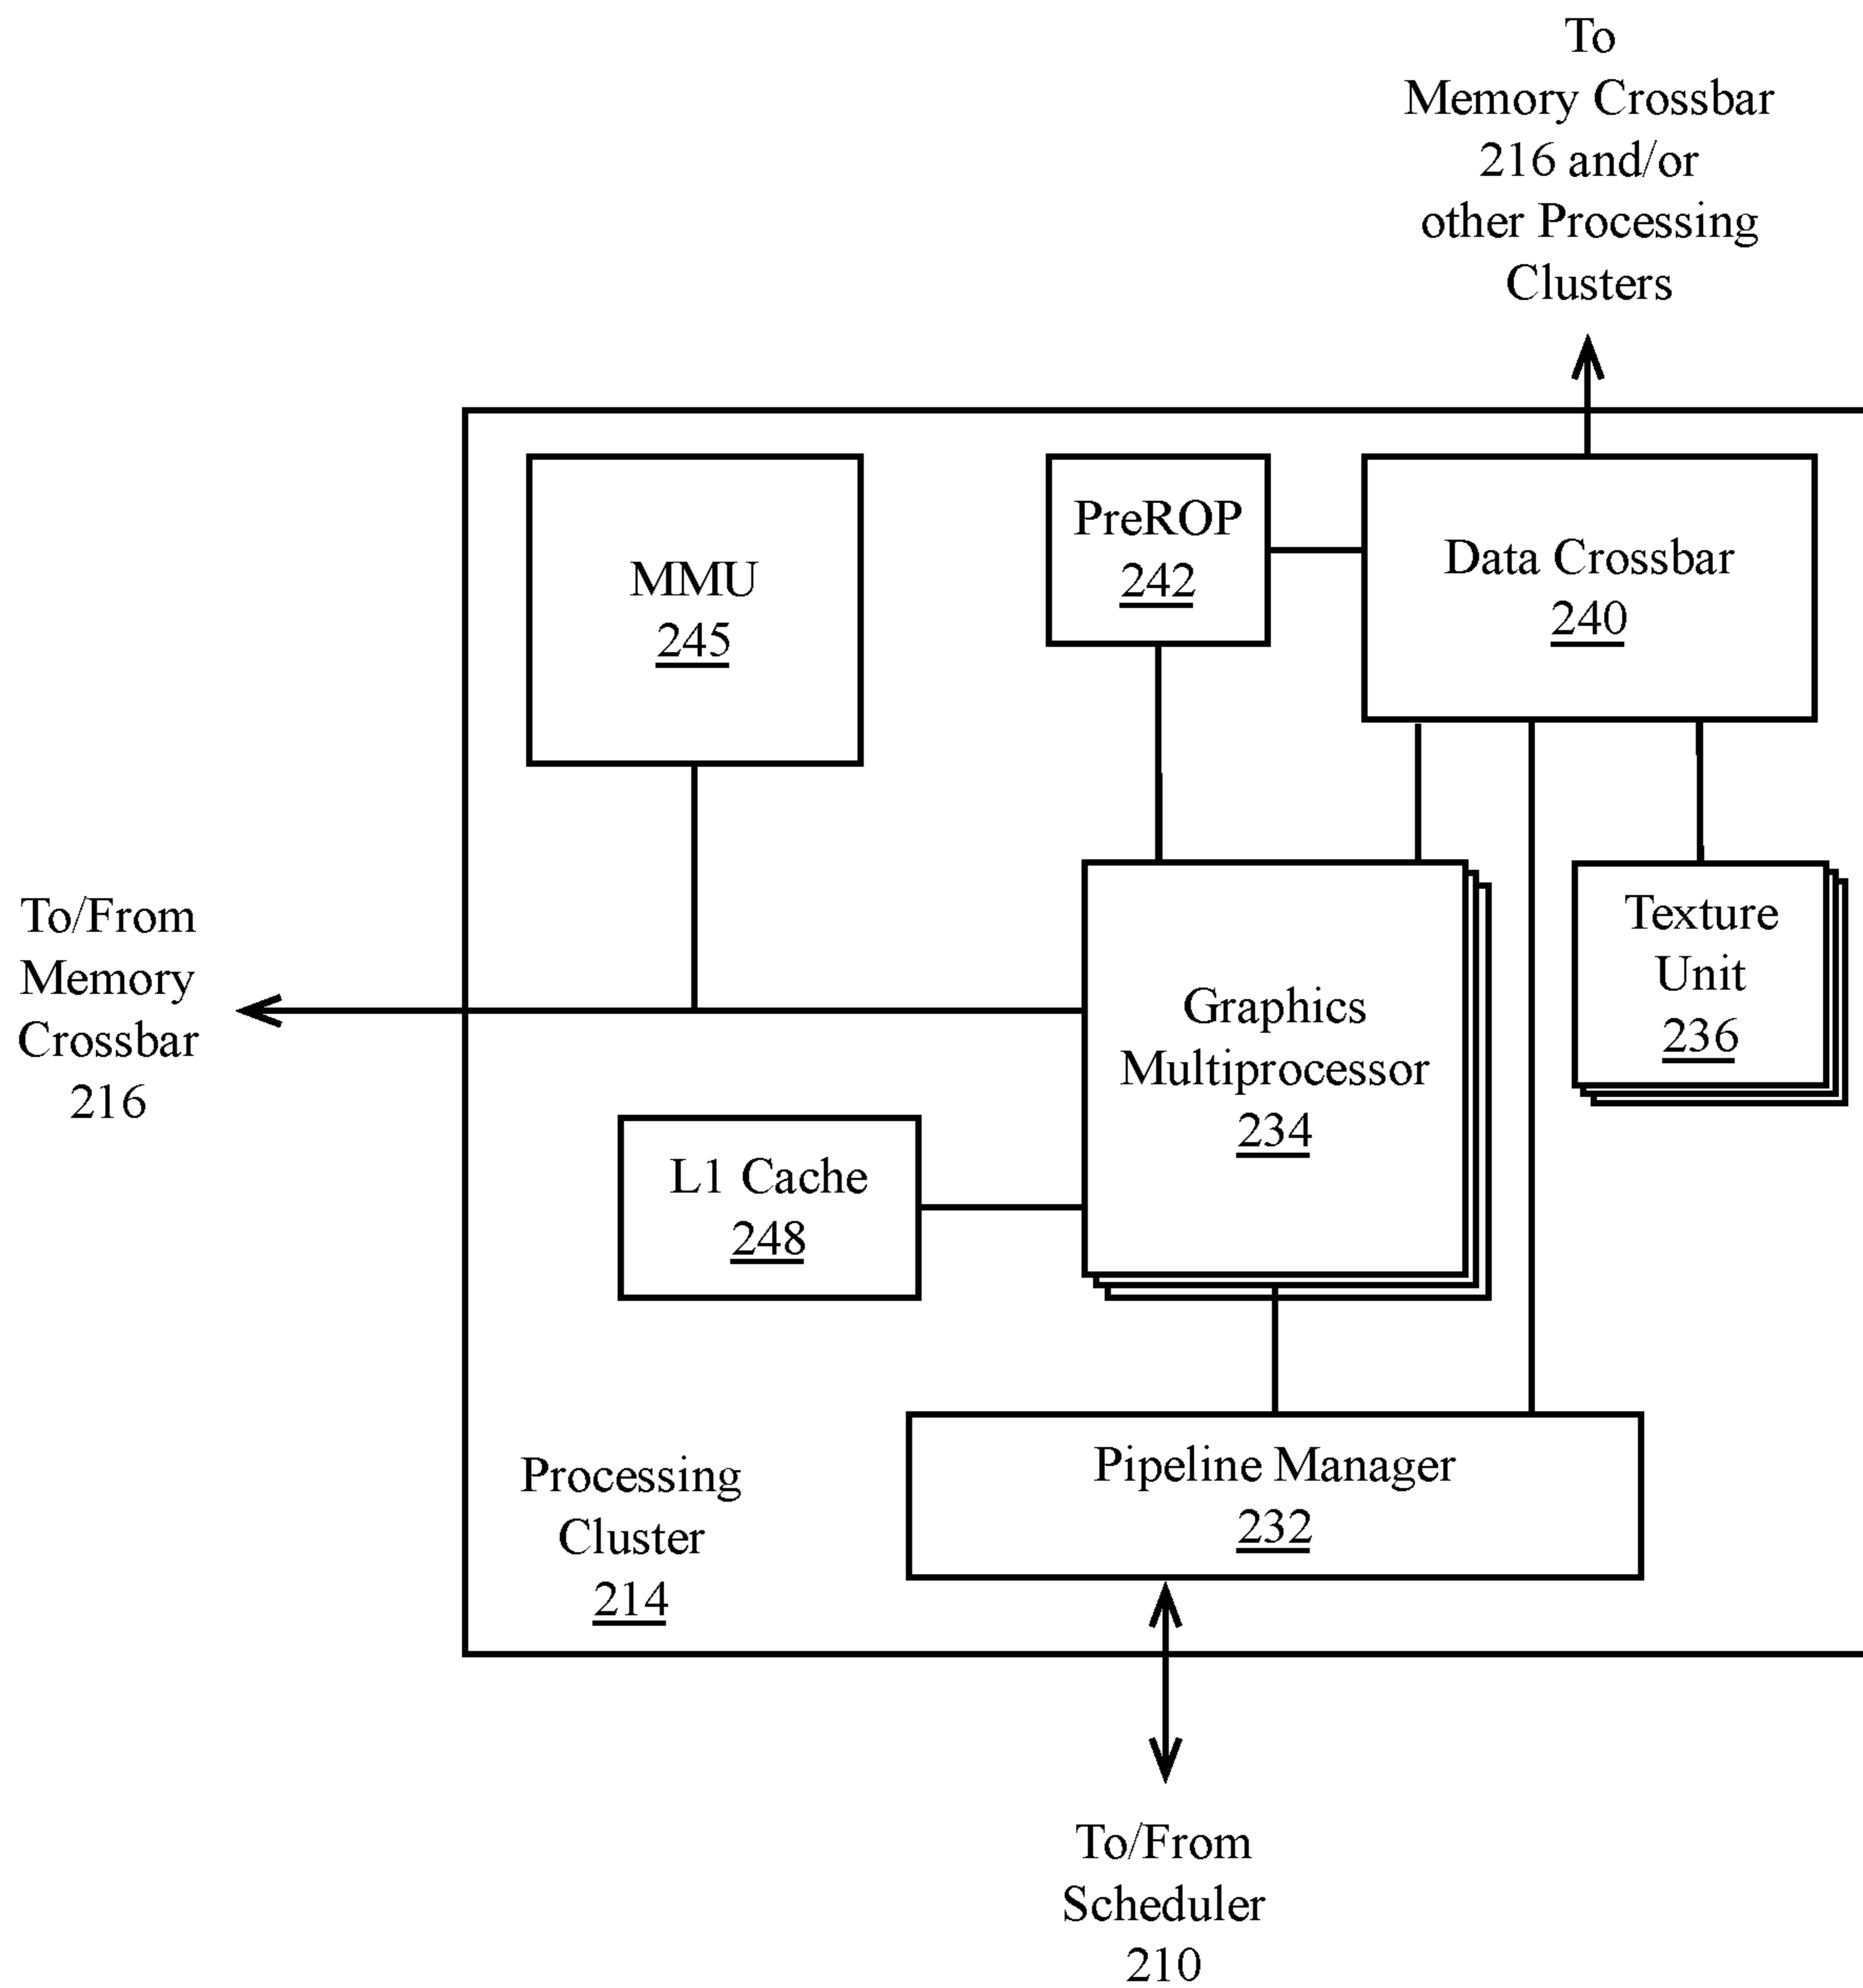 To
Memory Crossbar
216 and/or
other Processing
Clusters
MMU
245
PreROP
242
Data Crossbar
240
To/From
Memory
Crossbar
216
Graphics
Multiprocessor
234
Texture
Unit
236
L1 Cache
248
Processing
Cluster
214
Pipeline Manager
232
To/From
Scheduler
210